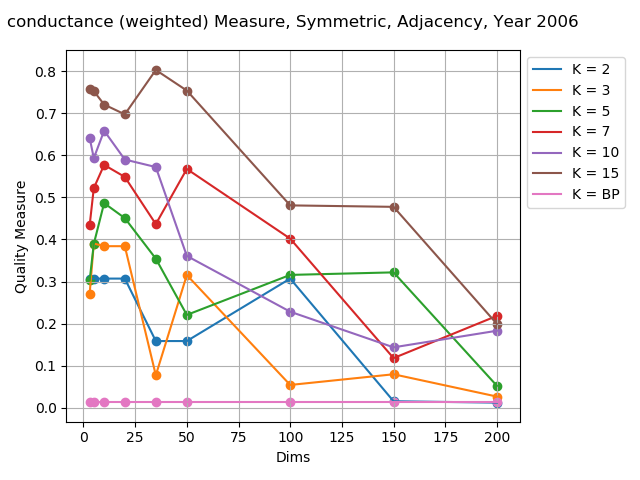 conductance (weighted) Measure, Symmetric, Adjacency, Year 2006
Quality Measure
0.8
0.7
0.6
0.5
0.4
0.3
0.2
0.1
0.0
0 25 50 75 100 125 150 175 200
Dims
K = 2
K = 3
K = 5
K = 7
K = 10
K = 15
K = BP